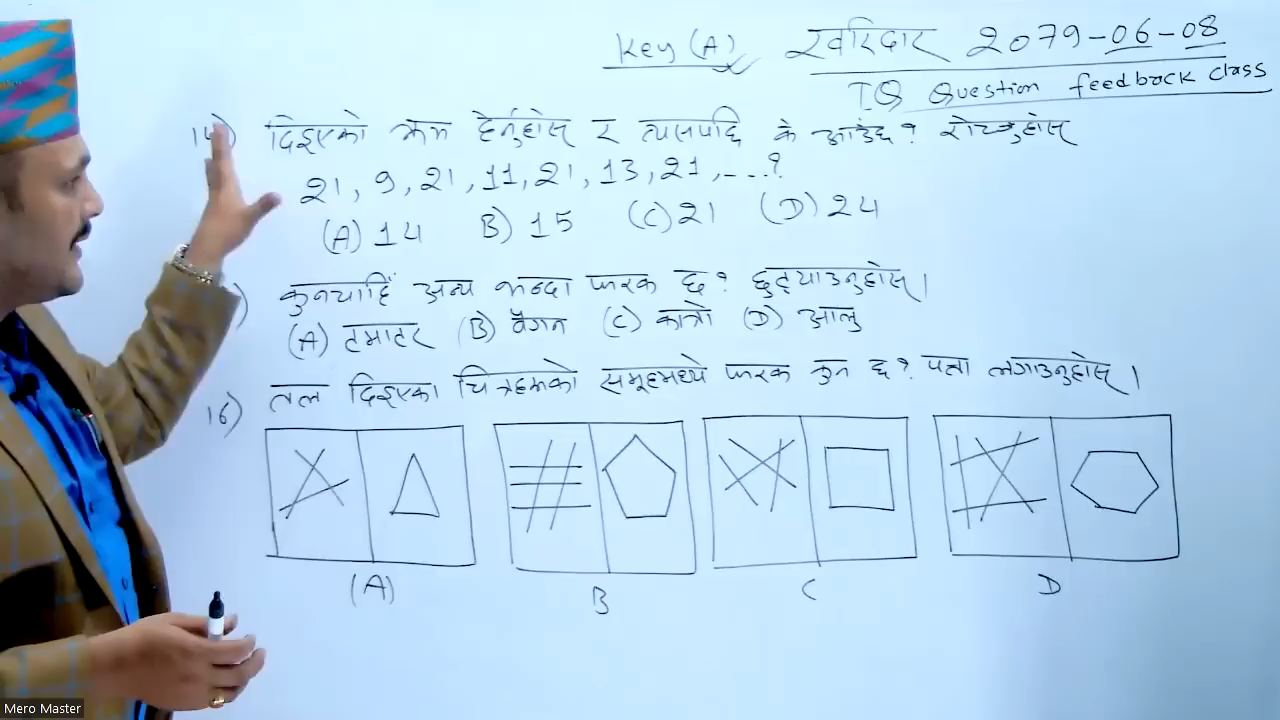 Key (A) खरिदार 2079-06-08
IQ Question feedback class
14) दिइएको क्रम हेर्नुहोस् र त्यसपछि के आउँछ? रोज्नुहोस्
21, 9, 21, 11, 21, 13, 21, ---?
(A) 14 B) 15 (C) 21 (D) 24
) कुनचाहिँ अन्य भन्दा फरक छ? छुट्याउनुहोस्।
(A) टमाटर (B) बैगन (C) काक्रो (D) आलु
16) तल दिइएका चित्रहरूको समूहमध्ये फरक कुन छ? पत्ता लगाउनुहोस्।
(A) B C D
Mero Master